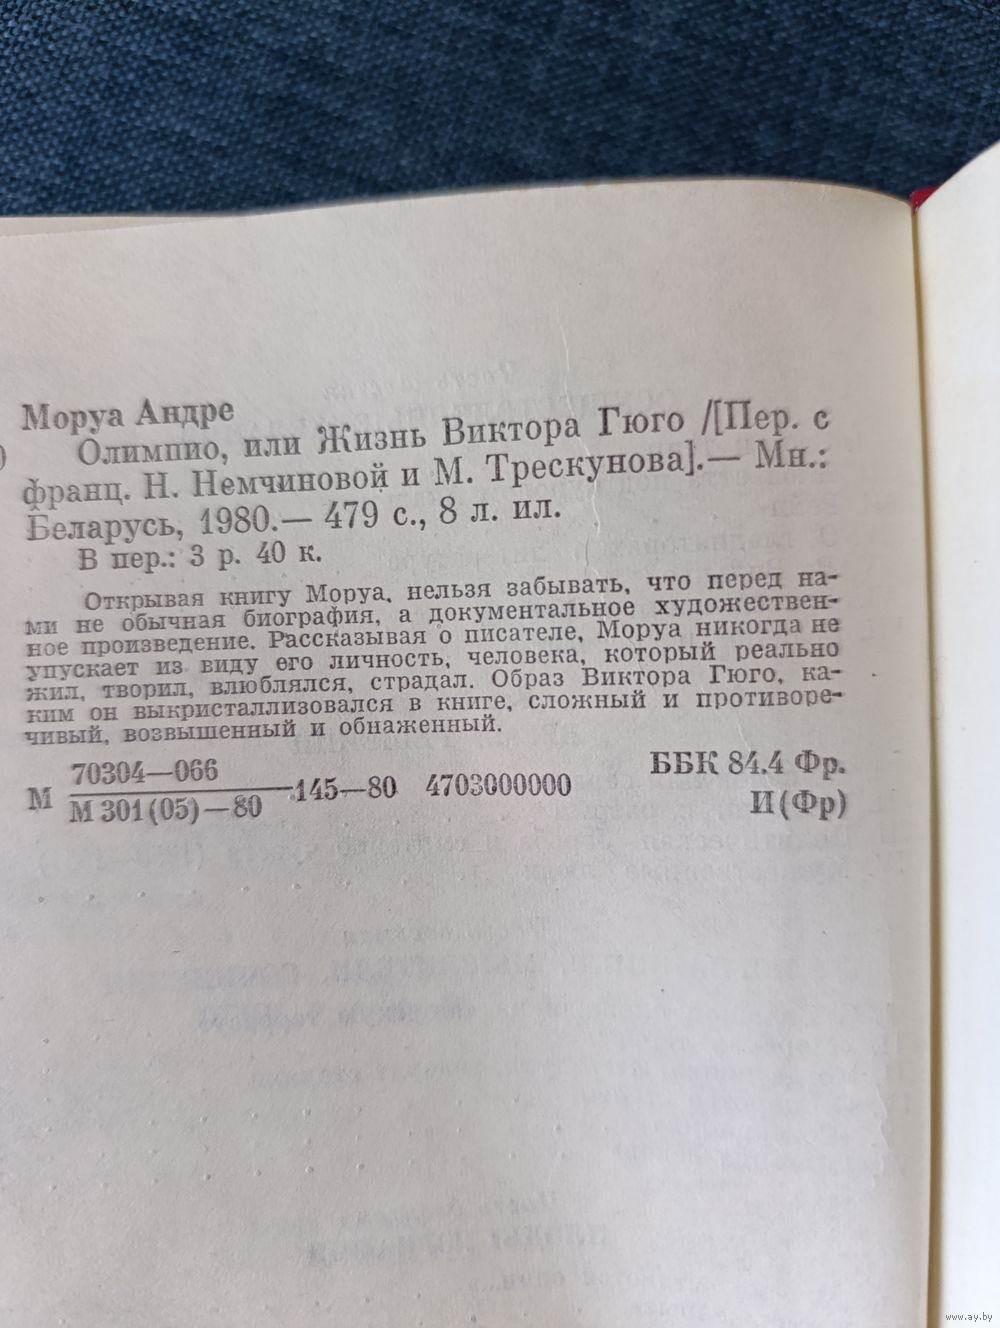 Моруа Андре
Олимпио, или Жизнь Виктора Гюго /[Пер. с
франц. Н. Немчиновой и М. Трескунова].— Мн.:
Беларусь, 1980.— 479 с., 8 л. ил.
В пер.: 3 р. 40 к.
Открывая книгу Моруа, нельзя забывать, что перед на-
ми не обычная биография, а документальное художествен-
ное произведение. Рассказывая о писателе, Моруа никогда не
упускает из виду его личность, человека, который реально
жил, творил, влюблялся, страдал. Образ Виктора Гюго, ка-
ким он выкристаллизовался в книге, сложный и противоре-
чивый, возвышенный и обнаженный.
М 70304—066
М 301(05)—80 145—80 4703000000
ББК 84.4 Фр.
И(Фр)
www.ay.by